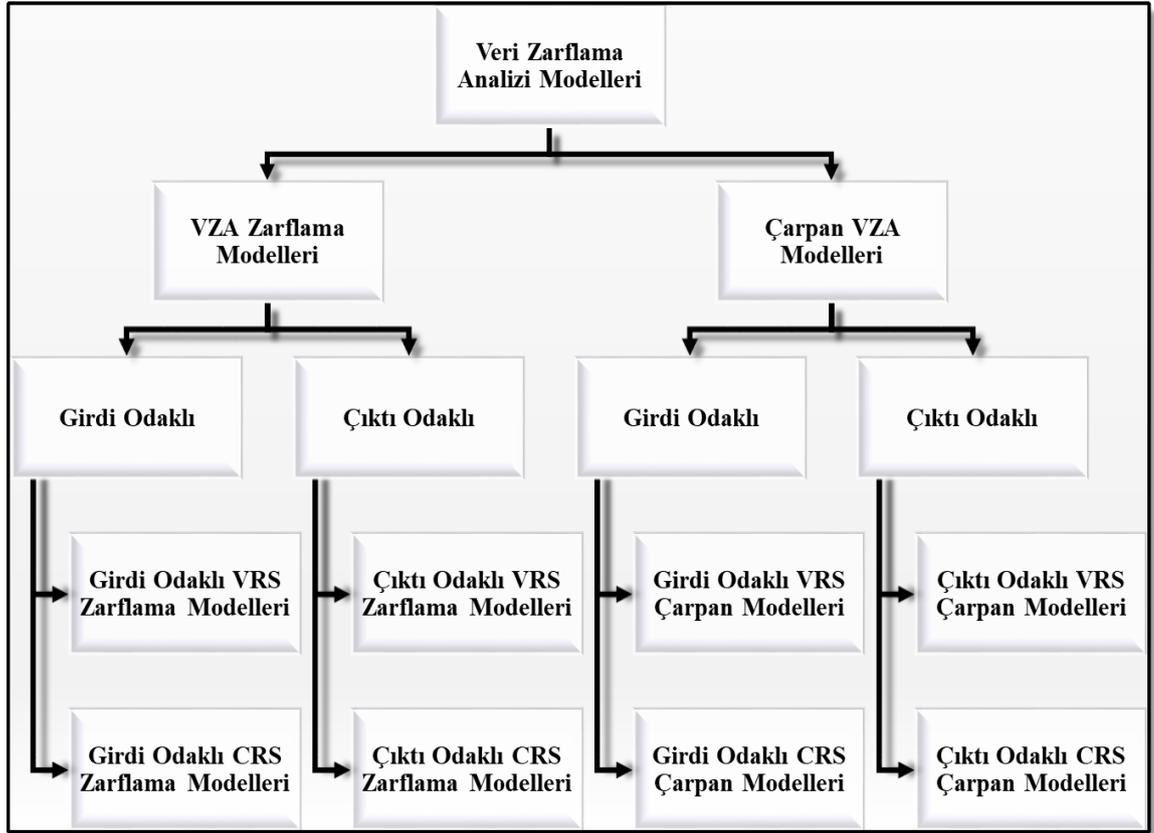 Veri Zarflama
Analizi Modelleri
VZA Zarflama
Modelleri
Çarpan VZA
Modelleri
Girdi Odaklı
Çıktı Odaklı
Girdi Odaklı
Çıktı Odaklı
Girdi Odaklı VRS
Zarflama Modelleri
Çıktı Odaklı VRS
Zarflama Modelleri
Girdi Odaklı VRS
Çarpan Modelleri
Çıktı Odaklı VRS
Çarpan Modelleri
Girdi Odaklı CRS
Zarflama Modelleri
Çıktı Odaklı CRS
Zarflama Modelleri
Girdi Odaklı CRS
Çarpan Modelleri
Çıktı Odaklı CRS
Çarpan Modelleri